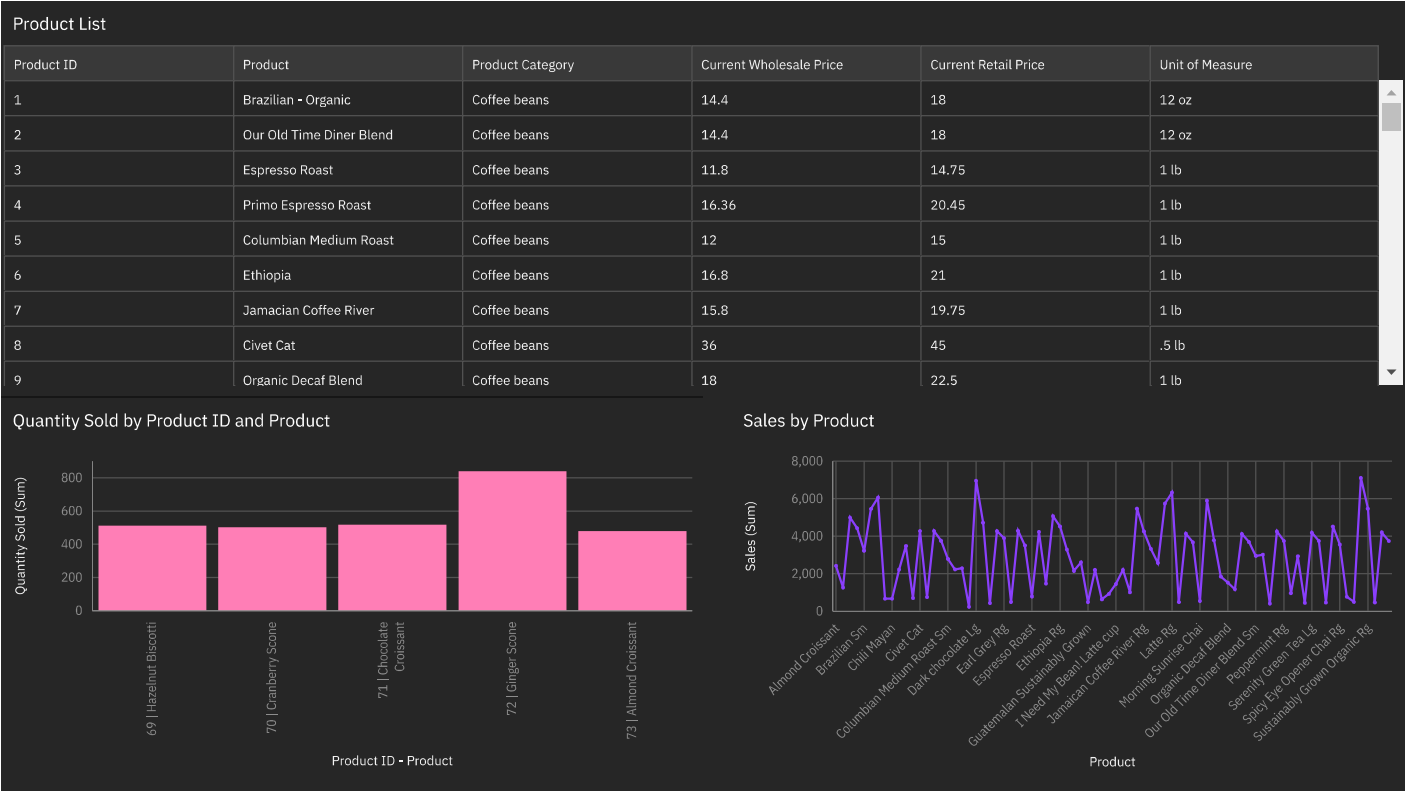 Product List
Product ID Product Product Category Current Wholesale Price Current Retail Price Unit of Measure
1 Brazilian - Organic Coffee beans 14.4 18 12 oz
2 Our Old Time Diner Blend Coffee beans 14.4 18 12 oz
3 Espresso Roast Coffee beans 11.8 14.75 1 lb
4 Primo Espresso Roast Coffee beans 16.36 20.45 1 lb
5 Columbian Medium Roast Coffee beans 12 15 1 lb
6 Ethiopia Coffee beans 16.8 21 1 lb
7 Jamacian Coffee River Coffee beans 15.8 19.75 1 lb
8 Civet Cat Coffee beans 36 45 .5 lb
9 Organic Decaf Blend Coffee beans 18 22.5 1 lb
Quantity Sold by Product ID and Product
Quantity Sold (Sum)
800
600
400
200
0
69 | Hazelnut Biscotti
70 | Cranberry Scone
71 | Chocolate
Croissant
72 | Ginger Scone
73 | Almond Croissant
Product ID - Product
Sales by Product
Sales (Sum)
8,000
6,000
4,000
2,000
0
Almond Croissant
Brazilian Sm
Chili Mayan
Civet Cat
Columbian Medium Roast Sm
Dark chocolate Lg
Earl Grey Rg
Espresso Roast
Ethiopia Rg
Guatemalan Sustainably Grown
I Need My Bean! Latte cup
Jamaican Coffee River Rg
Latte Rg
Morning Sunrise Chai
Organic Decaf Blend
Our Old Time Diner Blend Sm
Peppermint Rg
Serenity Green Tea Lg
Spicy Eye Opener Chai Rg
Sustainably Grown Organic Rg
Product